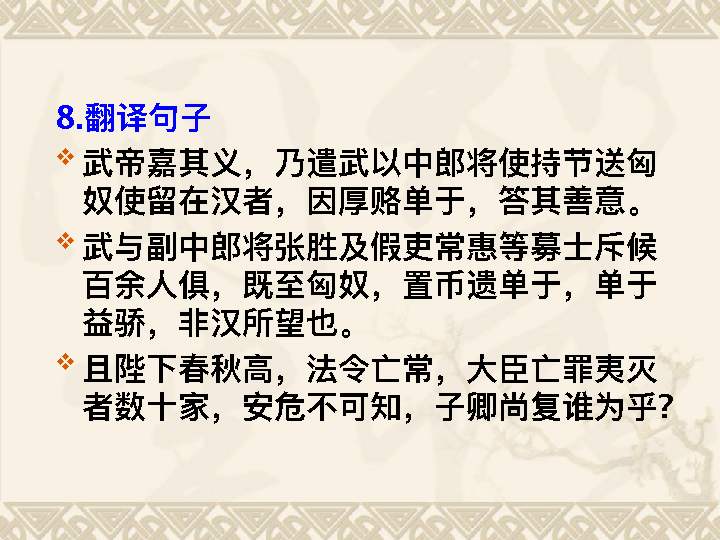 8.翻译句子
武帝嘉其义，乃遣武以中郎将使持节送匈
奴使留在汉者，因厚赂单于，答其善意。
武与副中郎将张胜及假吏常惠等募士斥候
百余人俱，既至匈奴，置币遗单于，单于
益骄，非汉所望也。
且陛下春秋高，法令亡常，大臣亡罪夷灭
者数十家，安危不可知，子卿尚复谁为乎?